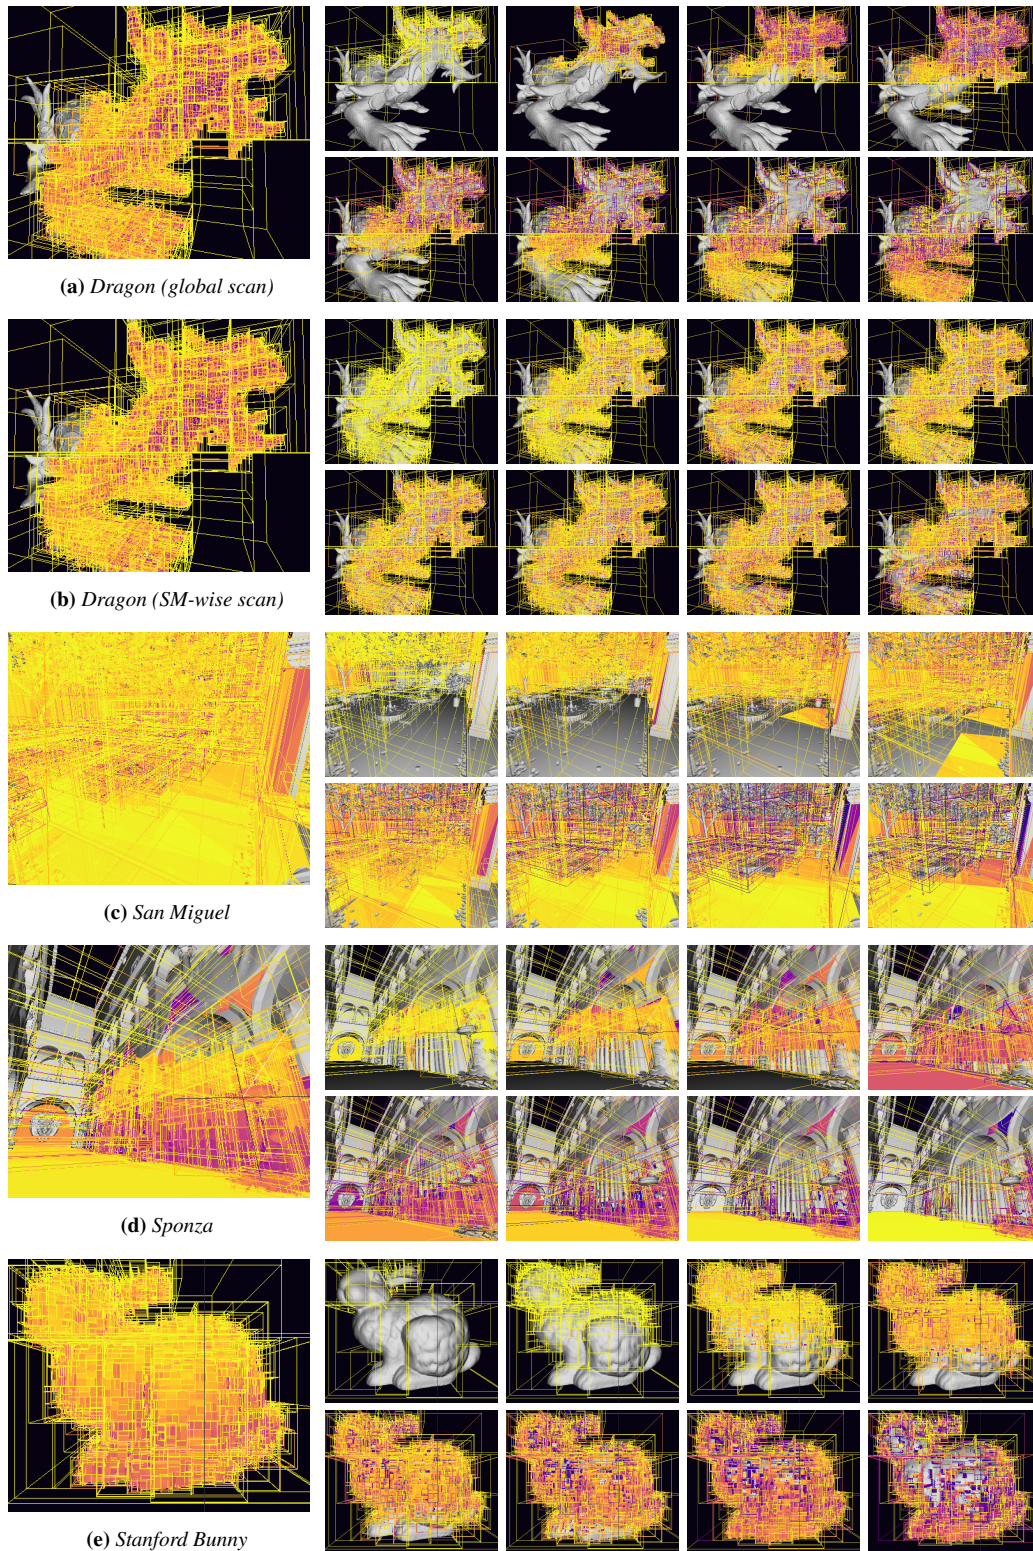 (a) Dragon (global scan)
(b) Dragon (SM-wise scan)
(c) San Miguel
(d) Sponza
(e) Stanford Bunny